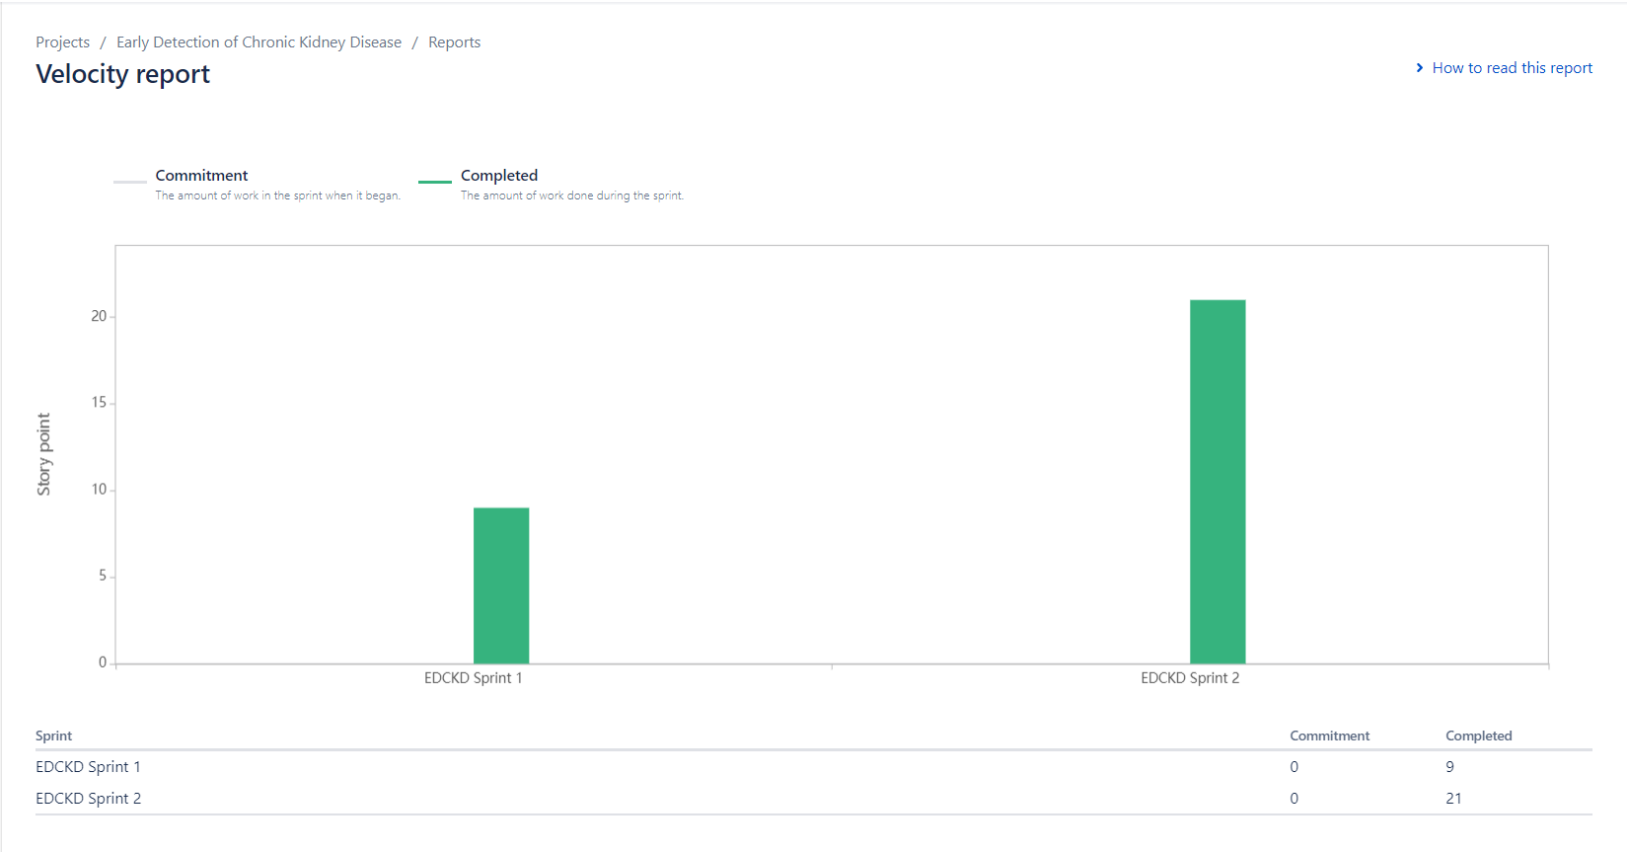 Projects / Early Detection of Chronic Kidney Disease / Reports
Velocity report
How to read this report
Commitment
The amount of work in the sprint when it began.
Completed
The amount of work done during the sprint.
Story point
20
15
10
5
0
EDCKD Sprint 1
EDCKD Sprint 2
Sprint Commitment Completed
EDCKD Sprint 1 0 9
EDCKD Sprint 2 0 21